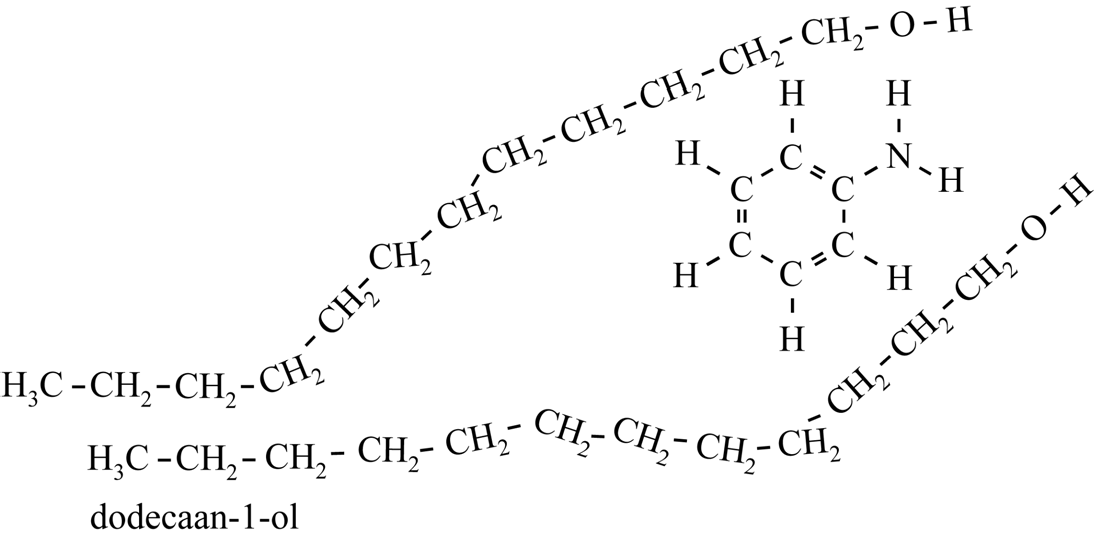 H₃C–CH₂–CH₂–CH₂–CH₂–CH₂–CH₂–CH₂–CH₂–CH₂–CH₂–CH₂–O–H
H H
H C N
C C H
C C
H C H
H
H₃C–CH₂–CH₂–CH₂–CH₂–CH₂–CH₂–CH₂–CH₂–CH₂–CH₂–CH₂–O–H
dodecaan-1-ol